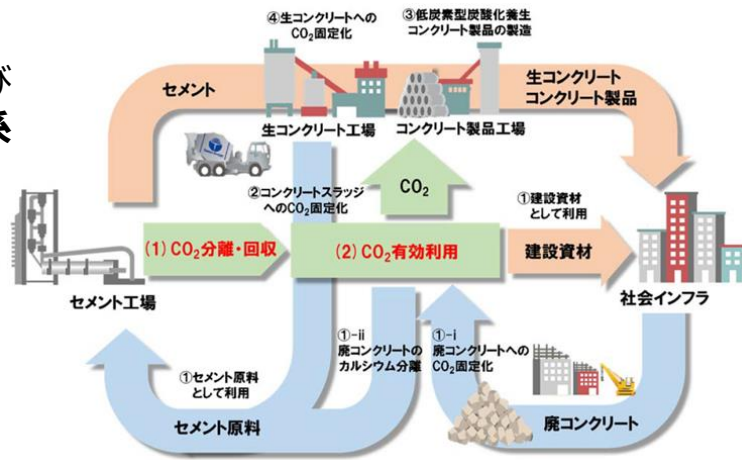 び
系
④生コンクリートへの
CO₂固定化
③低炭素型炭酸化養生
コンクリート製品の製造
セメント
生コンクリート
コンクリート製品
生コンクリート工場
コンクリート製品工場
②コンクリートスラッジ
へのCO₂固定化
CO₂
①建設資材
として利用
(1) CO₂分離・回収
(2) CO₂有効利用
建設資材
セメント工場
社会インフラ
①-ii
廃コンクリートの
カルシウム分離
①-i
廃コンクリートへの
CO₂固定化
①セメント原料
として利用
セメント原料
廃コンクリート